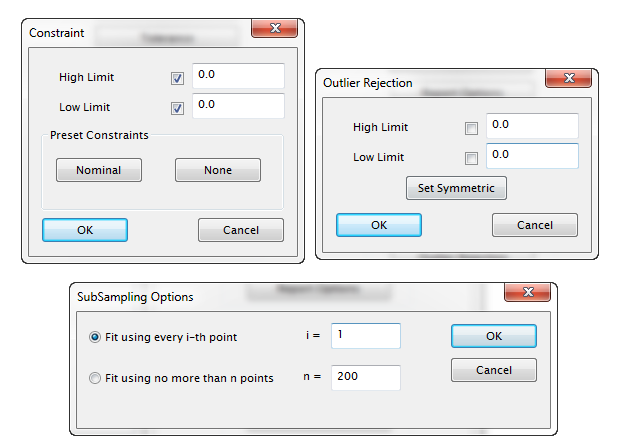 Constraint
High Limit 0.0
Low Limit 0.0
Preset Constraints
Nominal None
OK Cancel
Outlier Rejection
High Limit 0.0
Low Limit 0.0
Set Symmetric
OK Cancel
SubSampling Options
Fit using every i-th point i = 1 OK
Fit using no more than n points n = 200 Cancel